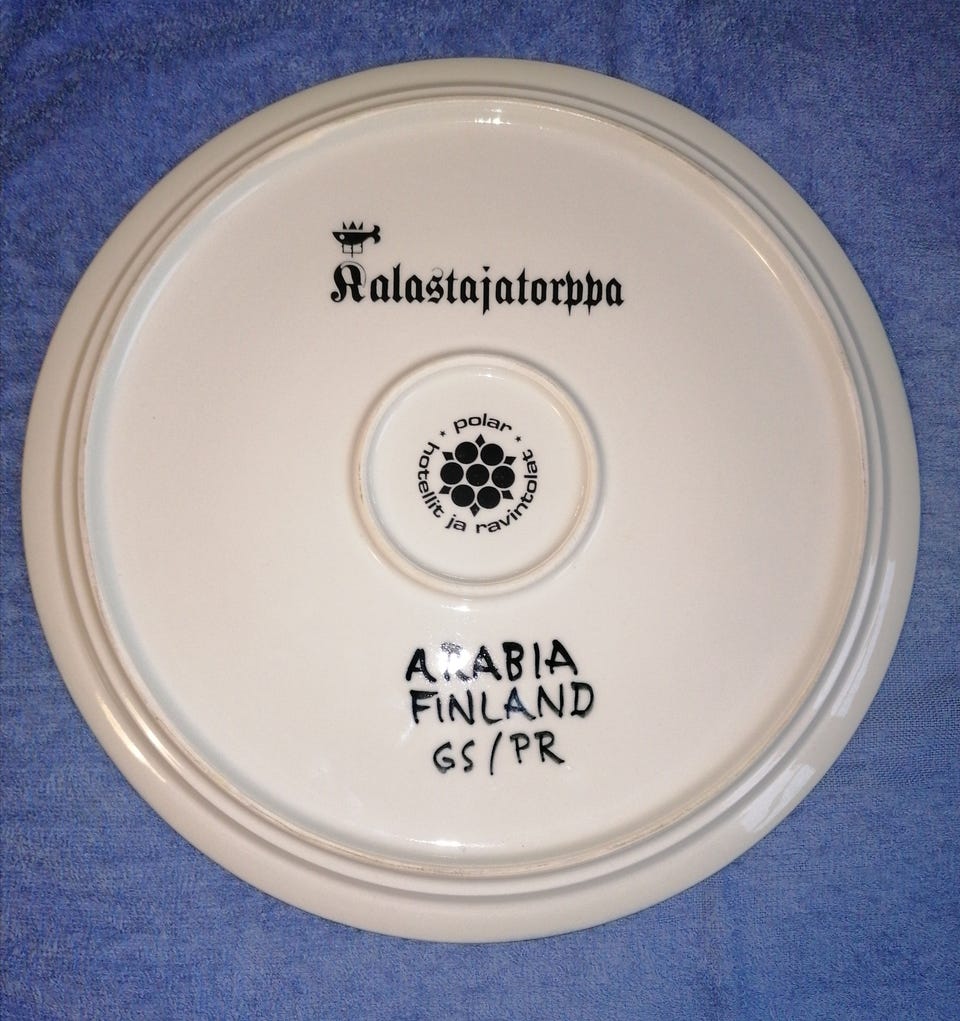 Kalastajatorppa
polar
hotellit ja ravintolat
ARABIA
FINLAND
GS/PR